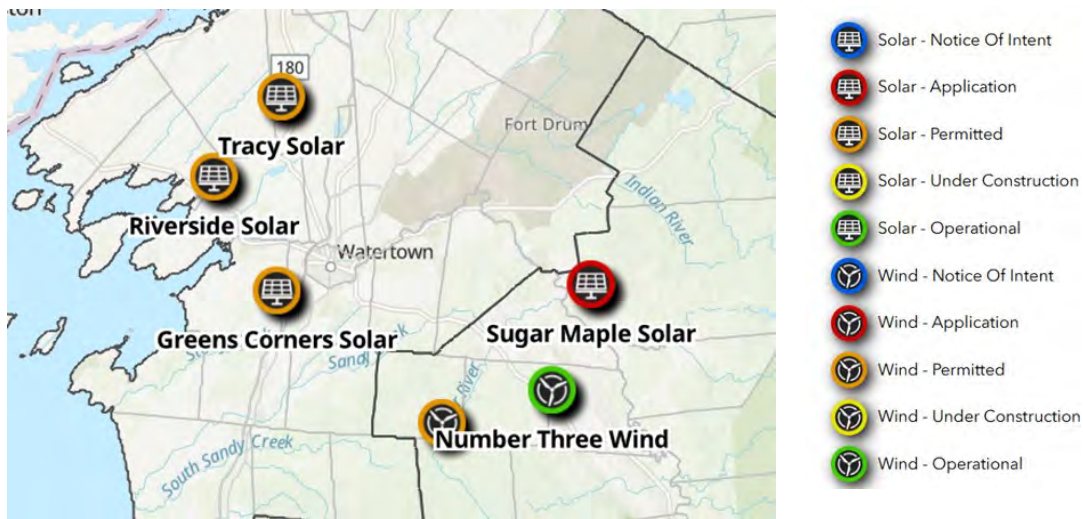 180
Tracy Solar
Fort Drum
Indian River
Riverside Solar
Watertown
Greens Corners Solar
Sandy Creek
Sugar Maple Solar
River
Number Three Wind
South Sandy Creek
Solar - Notice Of Intent
Solar - Application
Solar - Permitted
Solar - Under Construction
Solar - Operational
Wind - Notice Of Intent
Wind - Application
Wind - Permitted
Wind - Under Construction
Wind - Operational